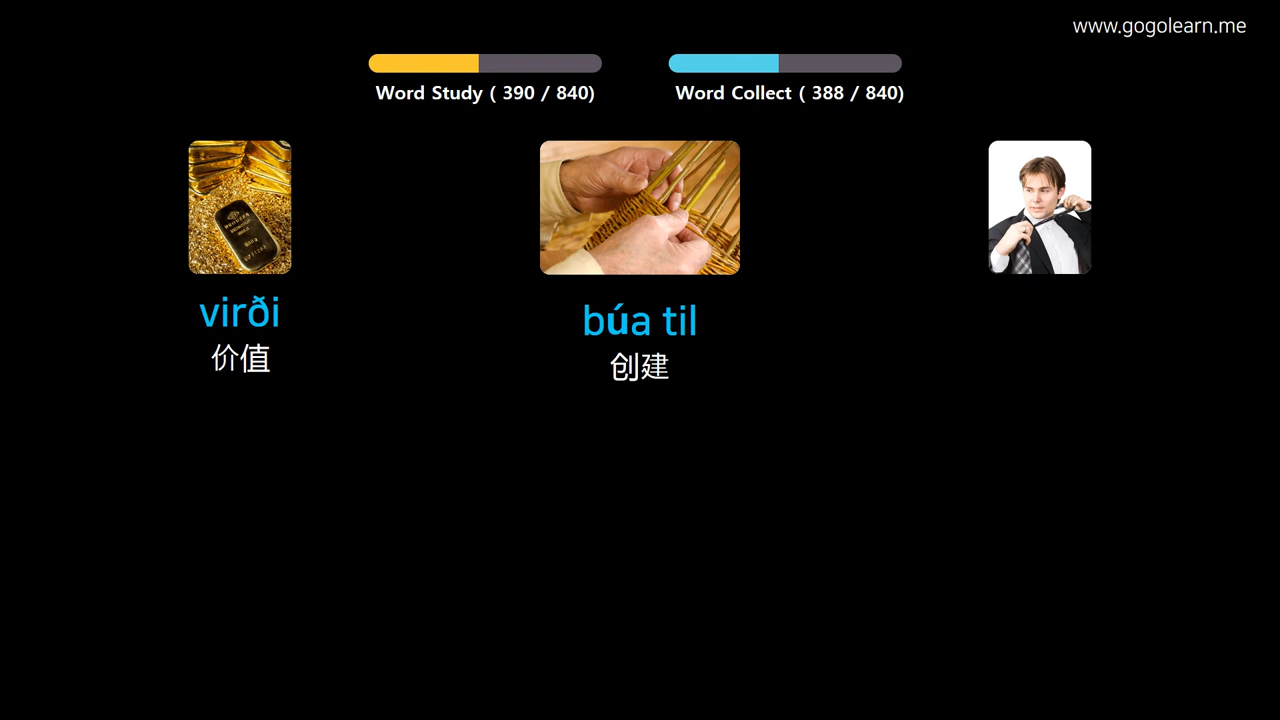 www.gogolearn.me
Word Study ( 390 / 840)
Word Collect ( 388 / 840)
virði
价值
búa til
创建